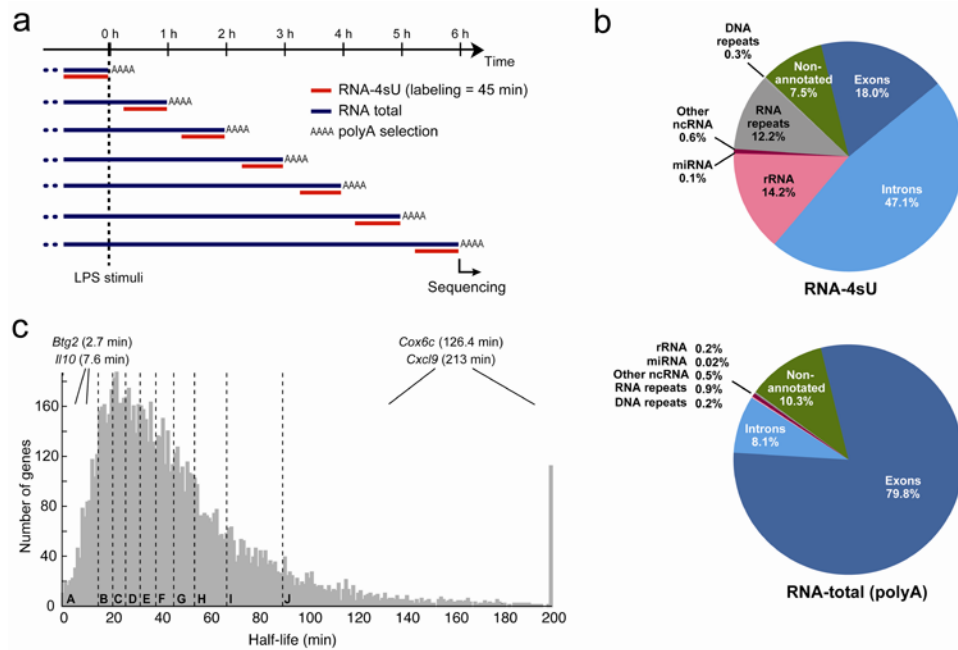 a
0 h 1 h 2 h 3 h 4 h 5 h 6 h
Time
AAAA
AAAA
AAAA
AAAA
AAAA
AAAA
AAAA
RNA-4sU (labeling = 45 min)
RNA total
AAAA polyA selection
LPS stimuli
Sequencing
b
DNA
repeats
0.3%
Non-
annotated
7.5%
Exons
18.0%
Other
ncRNA
0.6%
RNA
repeats
12.2%
miRNA
0.1%
rRNA
14.2%
Introns
47.1%
RNA-4sU
rRNA 0.2%
miRNA 0.02%
Other ncRNA 0.5%
RNA repeats 0.9%
DNA repeats 0.2%
Non-
annotated
10.3%
Introns
8.1%
Exons
79.8%
RNA-total (polyA)
c
Btg2 (2.7 min)
Il10 (7.6 min)
Cox6c (126.4 min)
Cxcl9 (213 min)
Number of genes
160
120
80
40
0
A B C D E F G H I J
0 20 40 60 80 100 120 140 160 180 200
Half-life (min)